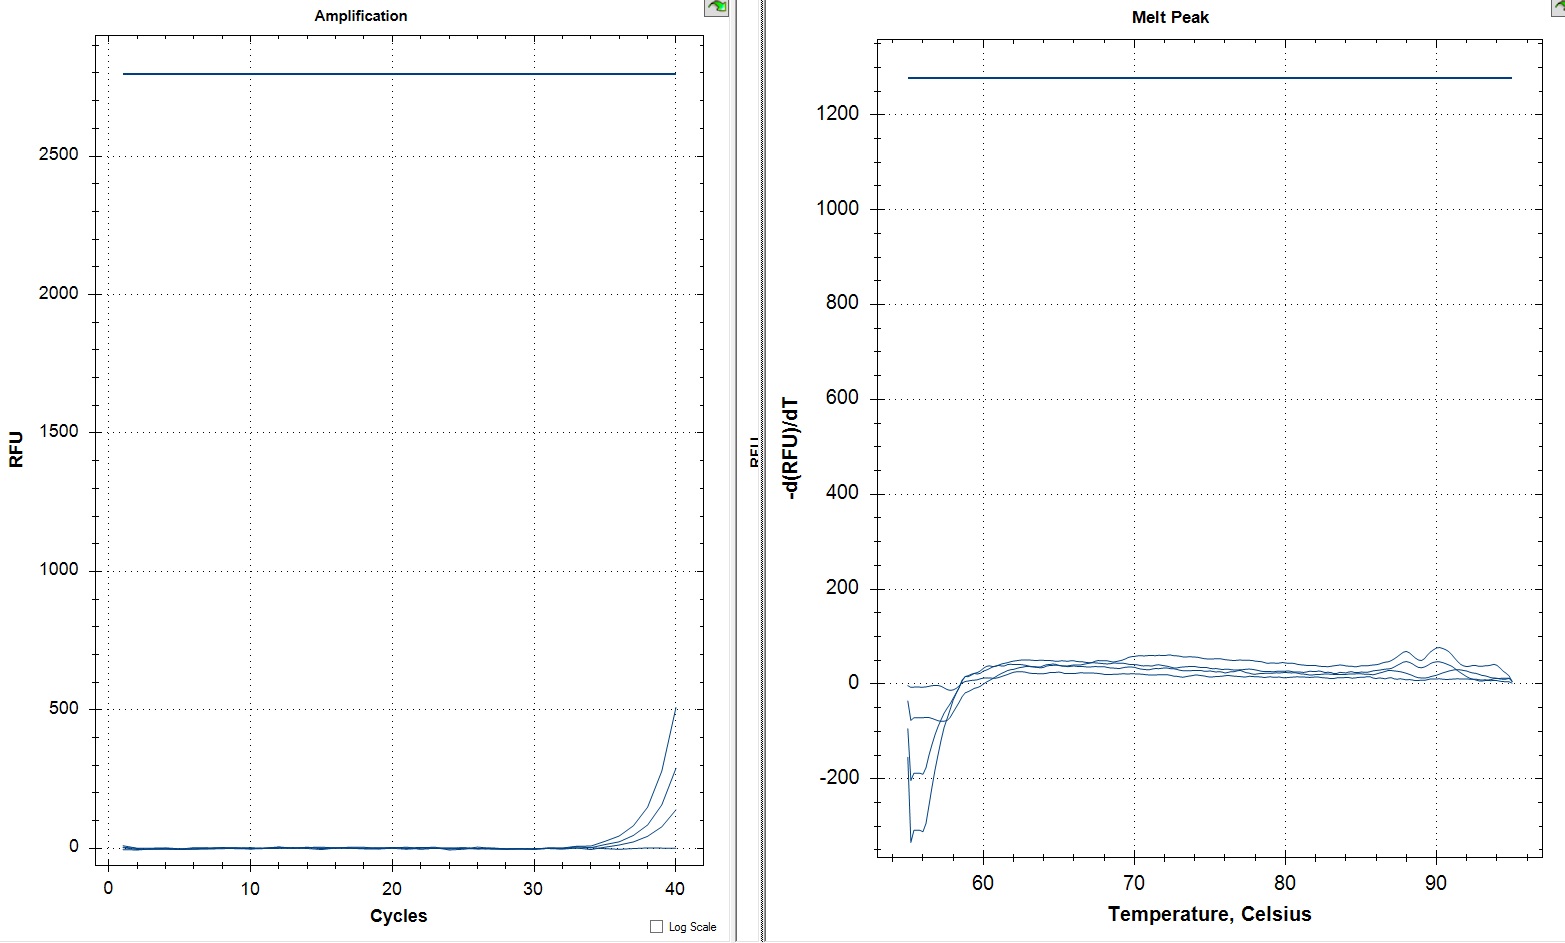 Amplification
2500
2000
1500
1000
500
0
RFU
0 10 20 30 40
Cycles
Log Scale
RFU
Melt Peak
1200
1000
800
600
400
200
0
-200
-d(RFU)/dT
60 70 80 90
Temperature, Celsius